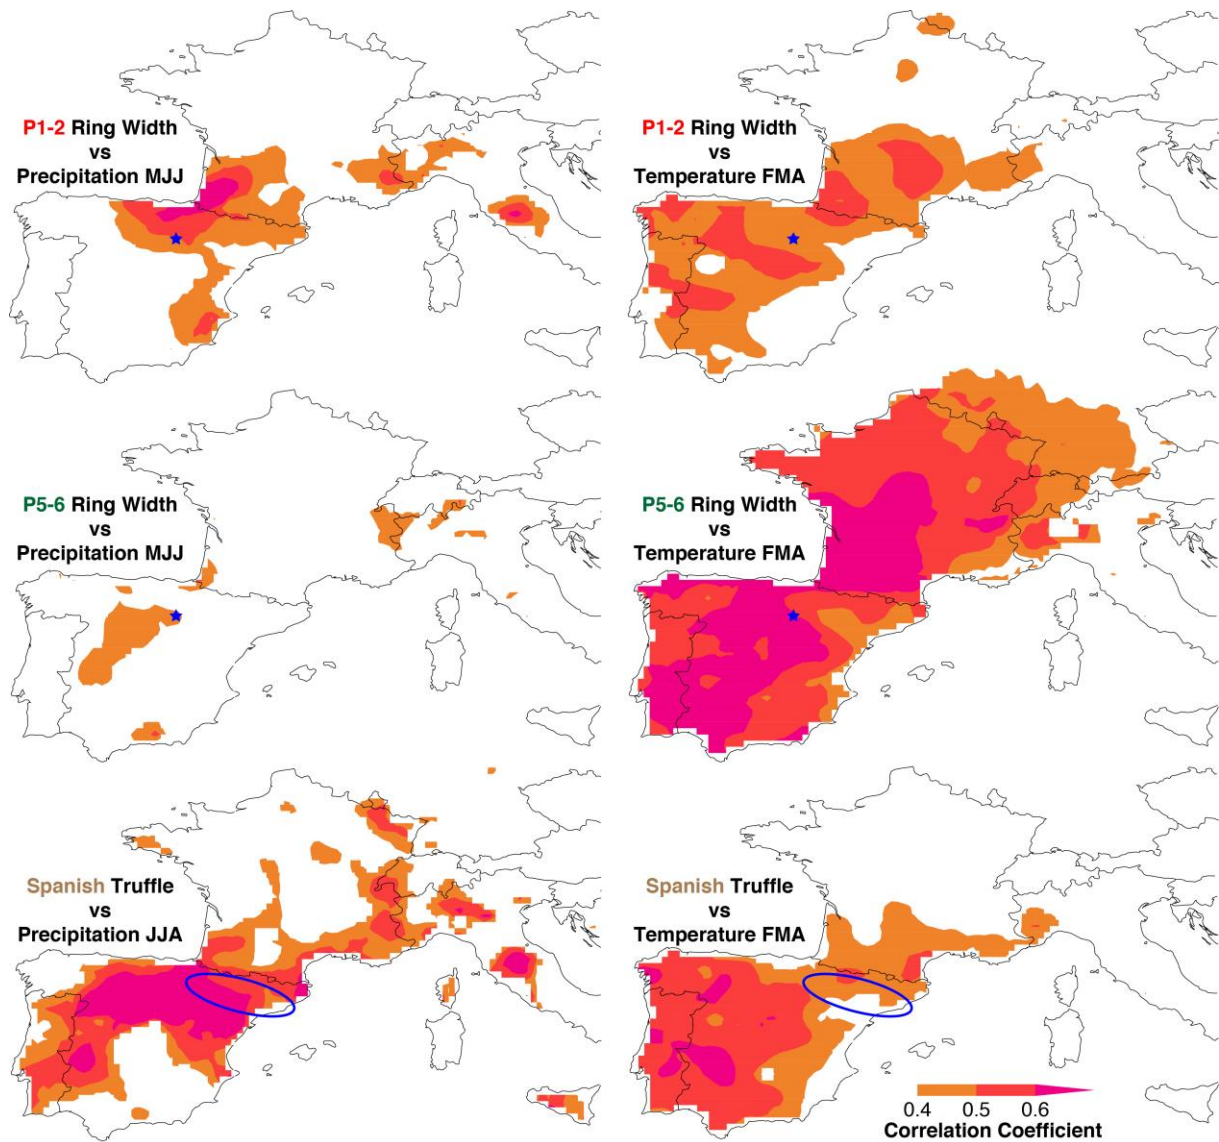 P1-2 Ring Width
vs
Precipitation MJJ
P1-2 Ring Width
vs
Temperature FMA
P5-6 Ring Width
vs
Precipitation MJJ
P5-6 Ring Width
vs
Temperature FMA
Spanish Truffle
vs
Precipitation JJA
Spanish Truffle
vs
Temperature FMA
0.4 0.5 0.6
Correlation Coefficient